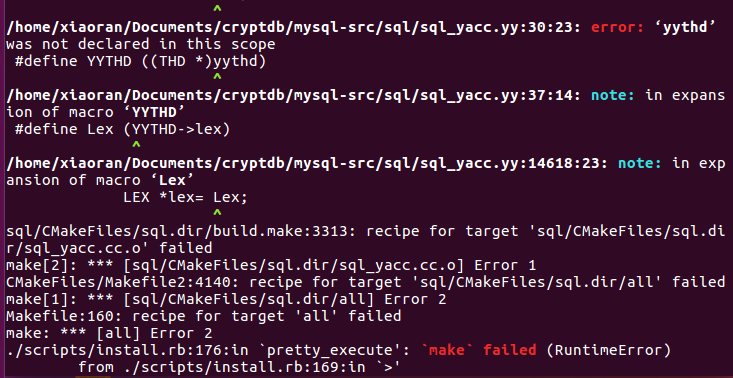 ^
/home/xiaoran/Documents/cryptdb/mysql-src/sql/sql_yacc.yy:30:23: error: ‘yythd’
was not declared in this scope
 #define YYTHD ((THD *)yythd)
                          ^
/home/xiaoran/Documents/cryptdb/mysql-src/sql/sql_yacc.yy:37:14: note: in expans
ion of macro ‘YYTHD’
 #define Lex (YYTHD->lex)
                ^
/home/xiaoran/Documents/cryptdb/mysql-src/sql/sql_yacc.yy:14618:23: note: in exp
ansion of macro ‘Lex’
             LEX *lex= Lex;
                          ^
sql/CMakeFiles/sql.dir/build.make:3313: recipe for target 'sql/CMakeFiles/sql.di
r/sql_yacc.cc.o' failed
make[2]: *** [sql/CMakeFiles/sql.dir/sql_yacc.cc.o] Error 1
CMakeFiles/Makefile2:4140: recipe for target 'sql/CMakeFiles/sql.dir/all' failed
make[1]: *** [sql/CMakeFiles/sql.dir/all] Error 2
Makefile:160: recipe for target 'all' failed
make: *** [all] Error 2
./scripts/install.rb:176:in `pretty_execute': `make` failed (RuntimeError)
        from ./scripts/install.rb:169:in `>'